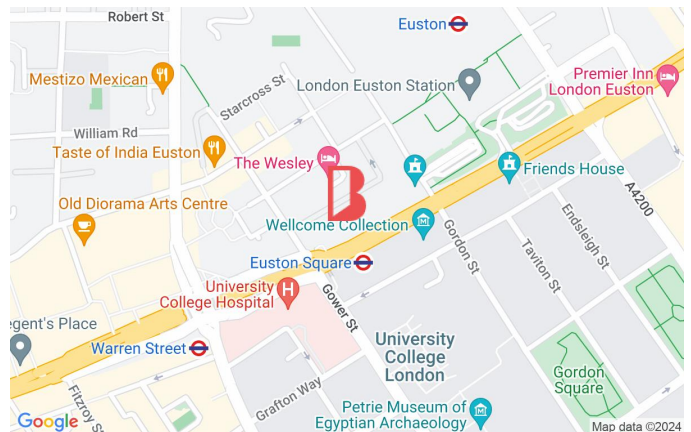 Robert St
Euston
Mestizo Mexican
Premier Inn
London Euston
London Euston Station
Starcross St
William Rd
Taste of India Euston
The Wesley
Friends House
A4200
Old Diorama Arts Centre
Wellcome Collection
Endsleigh St
Gordon St
Taviton St
Euston Square
University
College Hospital
Gower St
egent's Place
Warren Street
University
College
London
Gordon
Square
Fitzroy St
Grafton Way
Petrie Museum of
Egyptian Archaeology
Google
Map data ©2024